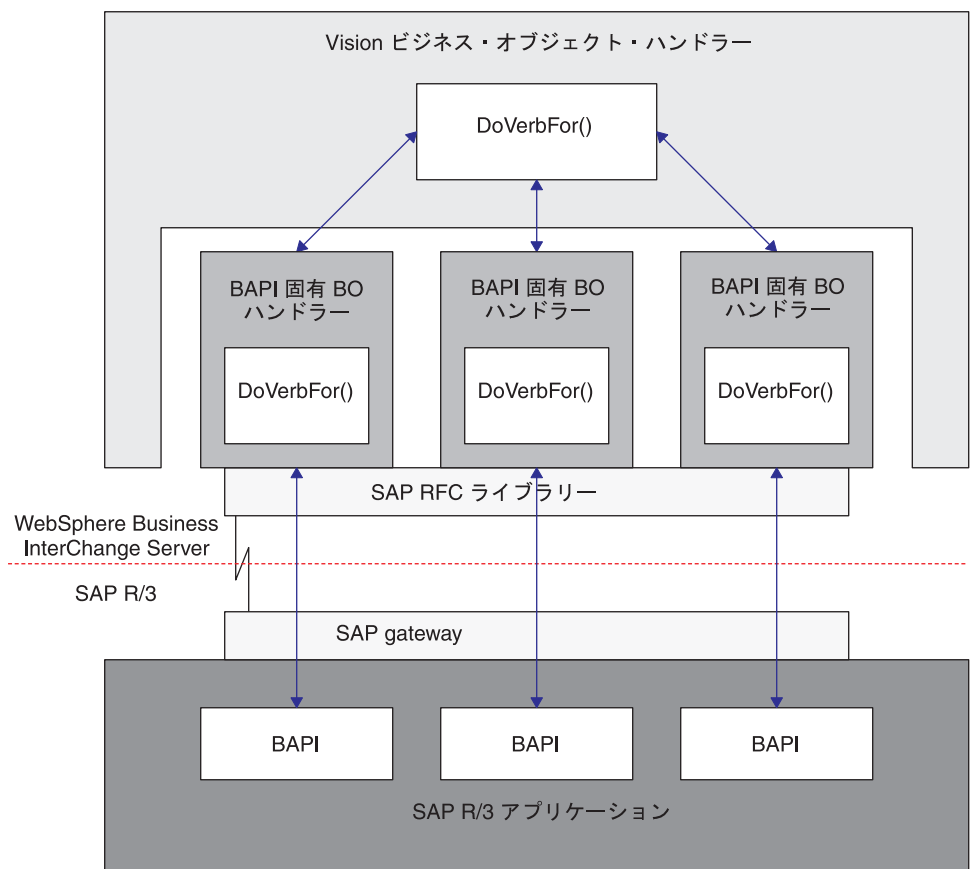 Vision ビジネス・オブジェクト・ハンドラー
DoVerbFor()
BAPI 固有 BO
ハンドラー
BAPI 固有 BO
ハンドラー
BAPI 固有 BO
ハンドラー
DoVerbFor()
DoVerbFor()
DoVerbFor()
SAP RFC ライブラリー
WebSphere Business
InterChange Server
SAP R/3
SAP gateway
BAPI
BAPI
BAPI
SAP R/3 アプリケーション